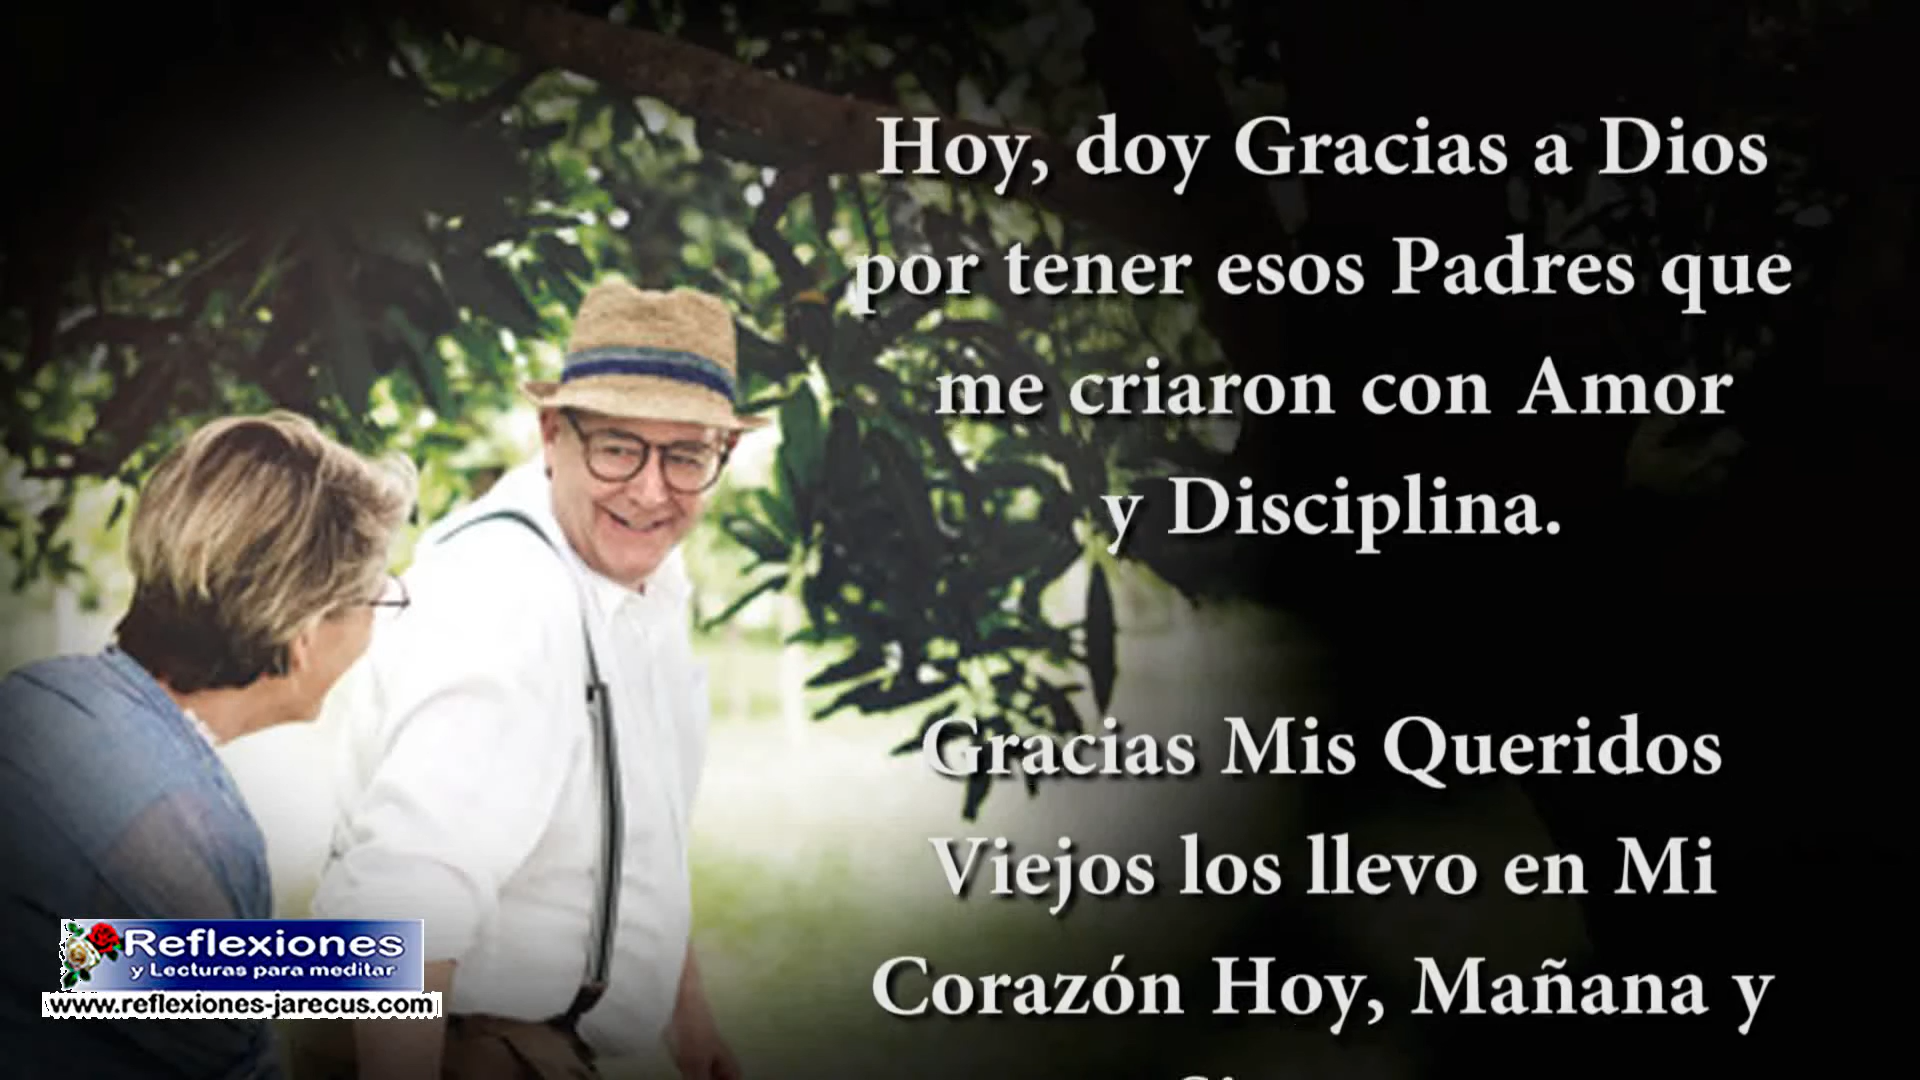 Hoy, doy Gracias a Dios
por tener esos Padres que
me criaron con Amor
y Disciplina.
Gracias Mis Queridos
Viejos los llevo en Mi
Corazón Hoy, Mañana y
Reflexiones
y Lecturas para meditar
www.reflexiones-jarecus.com